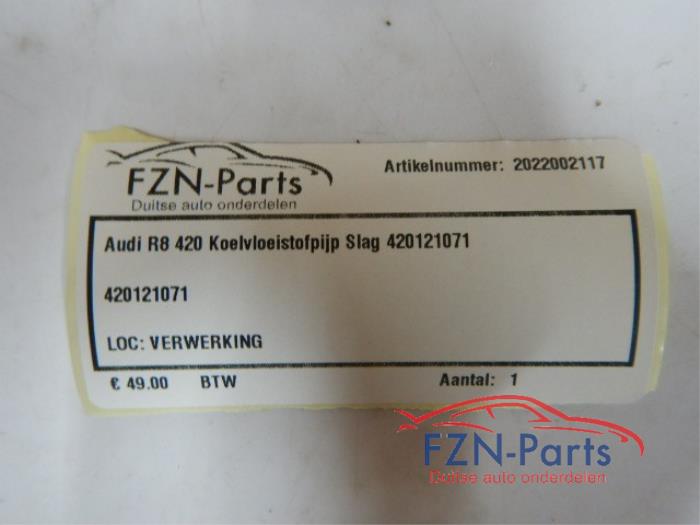 FZN-Parts
Duitse auto onderdelen
Artikelnummer: 2022002117
Audi R8 420 Koelvloeistofpijp Slag 420121071
420121071
LOC: VERWERKING
€ 49.00 BTW Aantal: 1
FZN-Parts
Duitse auto onderdelen